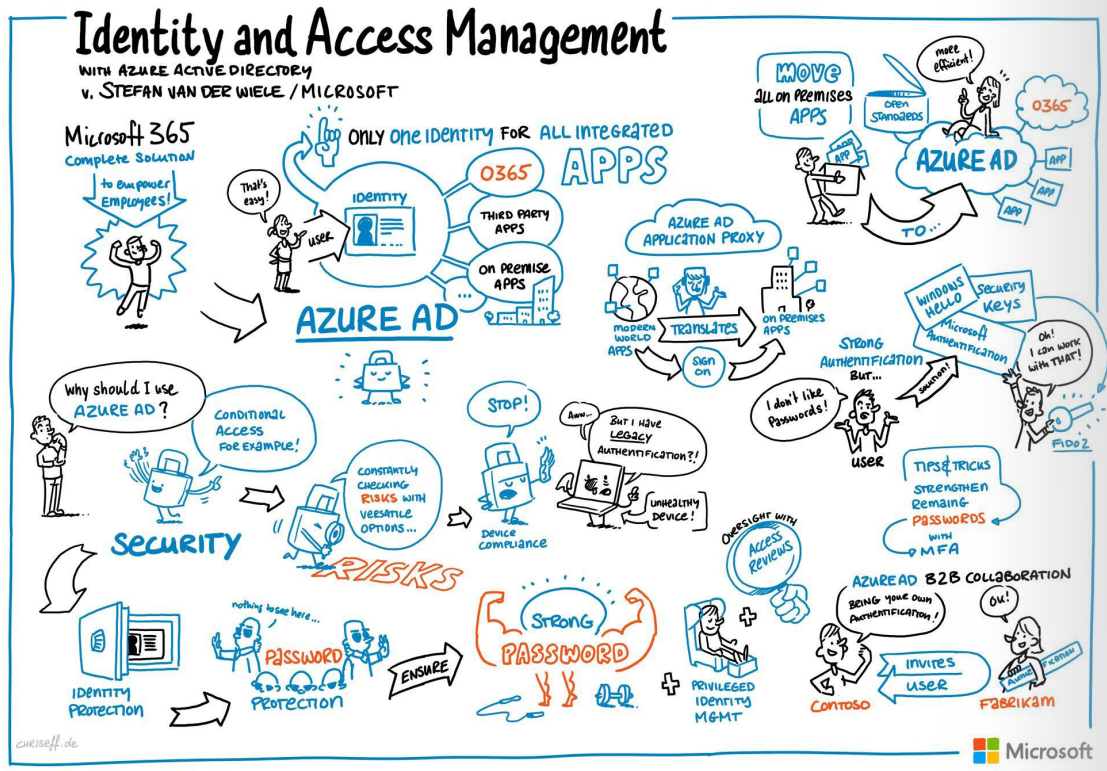 Identity and Access Management
WITH AZURE ACTIVE DIRECTORY
v. STEFAN VAN DER WIELE / MICROSOFT
Microsoft 365
COMPLETE SOLUTION
to empower
EMPLOYEES!
ONLY ONE IDENTITY FOR ALL INTEGRATED
APPS
That's
easy!
USER
IDENTITY
O365
THIRD PARTY
APPS
ON PREMISE
APPS
...
AZURE AD
MOVE
ALL ON PREMISES
APPS
APP
APP
TO...
OPEN
STANDARDS
more
efficient!
AZURE AD
O365
APP
APP
APP
AZURE AD
APPLICATION PROXY
MODERN
WORLD
APPS
TRANSLATES
SIGN
ON
ON PREMISES
APPS
STRONG
AUTHENTIFICATION
BUT...
I don't like
Passwords!
USER
SOLUTION!
WINDOWS
HELLO
SECURITY
KEYS
Microsoft
AUTHENTIFICATION
Oh!
I can work
with THAT!
FIDO2
Why should I use
AZURE AD?
CONDITIONAL
ACCESS
FOR EXAMPLE!
SECURITY
CONSTANTLY
CHECKING
RISKS WITH
VERSATILE
OPTIONS...
RISKS
STOP!
DEVICE
COMPLIANCE
Aww...
BUT I HAVE
LEGACY
AUTHENTIFICATION?!
UNHEALTHY
DEVICE!
TIPS & TRICKS
STRENGTHEN
REMAING
PASSWORDS
WITH
MFA
IDENTITY
PROTECTION
nothing to see here...
PASSWORD
PROTECTION
ENSURE
STRONG
PASSWORD
OVERSIGHT WITH
ACCESS
REVIEWS
PRIVILEGED
IDENTITY
MGMT
AZURE AD B2B COLLABORATION
BRING YOUR OWN
AUTHENTIFICATION!
OK!
INVITES
USER
CONTOSO
AUTHE
FICATION
FABRIKAM
CHRISEFF.de
Microsoft